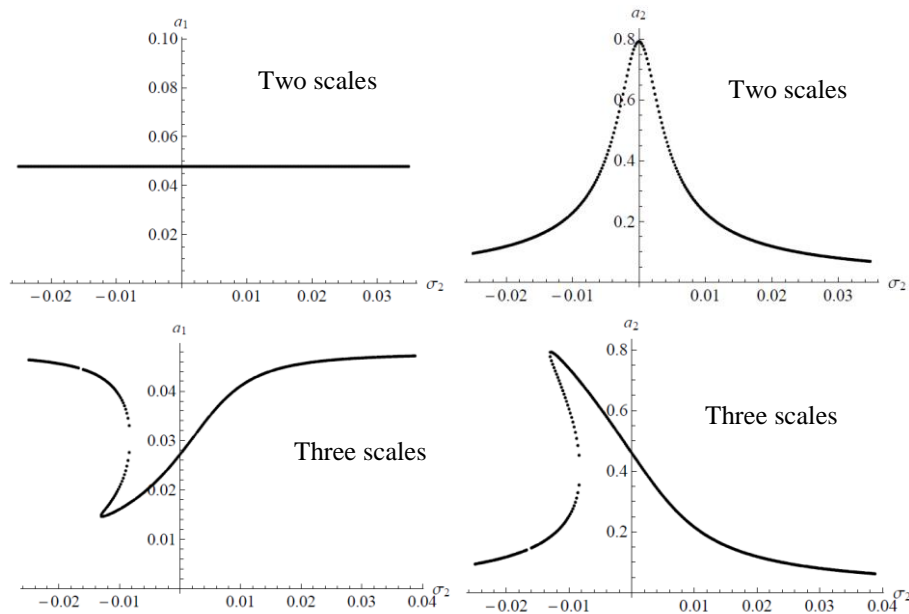 a₁
0.10
0.08
0.06
0.04
0.02
−0.02 −0.01 0.01 0.02 0.03 σ₂
Two scales
a₂
0.8
0.6
0.4
0.2
−0.02 −0.01 0.01 0.02 0.03 σ₂
Two scales
a₁
0.04
0.03
0.02
0.01
−0.02 −0.01 0.01 0.02 0.03 0.04 σ₂
Three scales
a₂
0.8
0.6
0.4
0.2
−0.02 −0.01 0.01 0.02 0.03 0.04 σ₂
Three scales